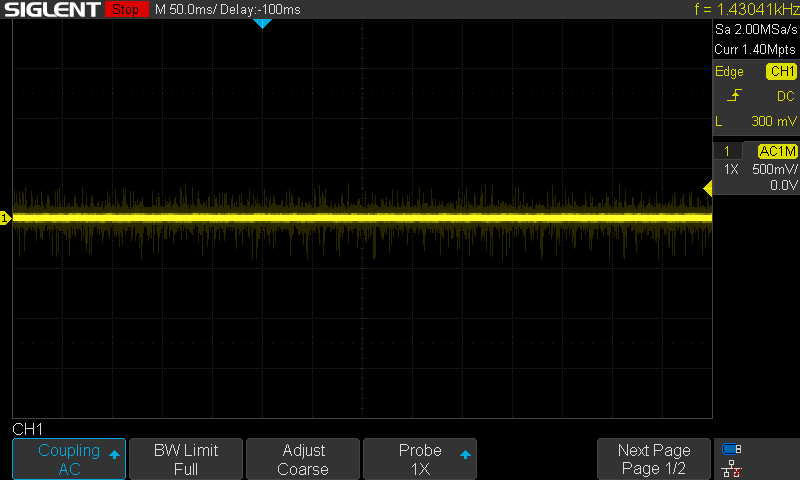 SIGLENT Stop M 50.0ms/ Delay:-100ms f = 1.43041kHz
Sa 2.00MSa/s
Curr 1.40Mpts
Edge CH1
DC
L 300 mV
1 AC1M
1X 500mV/
0.0V
1
CH1
Coupling AC
BW Limit Full
Adjust Coarse
Probe 1X
Next Page Page 1/2